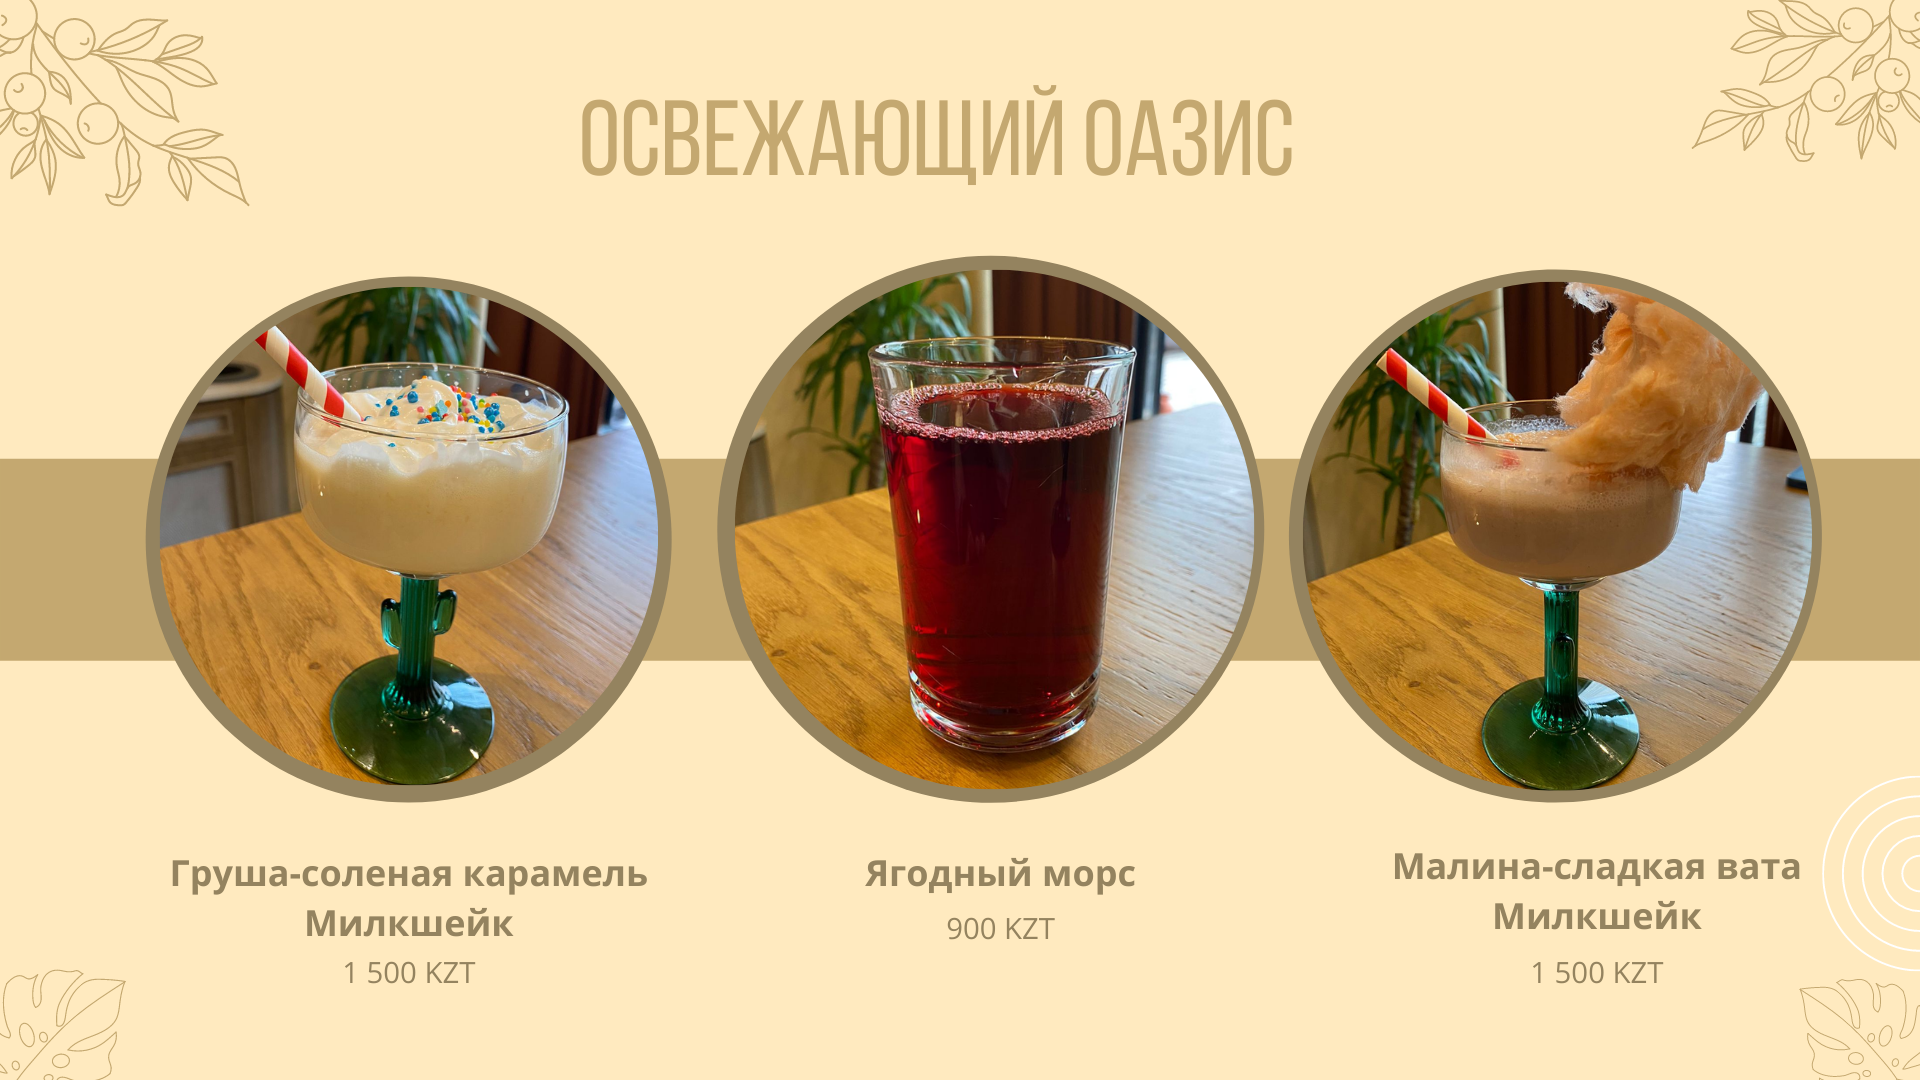 ОСВЕЖАЮЩИЙ ОАЗИС
Груша-соленая карамель
Милкшейк
1 500 KZT
Ягодный морс
900 KZT
Малина-сладкая вата
Милкшейк
1 500 KZT